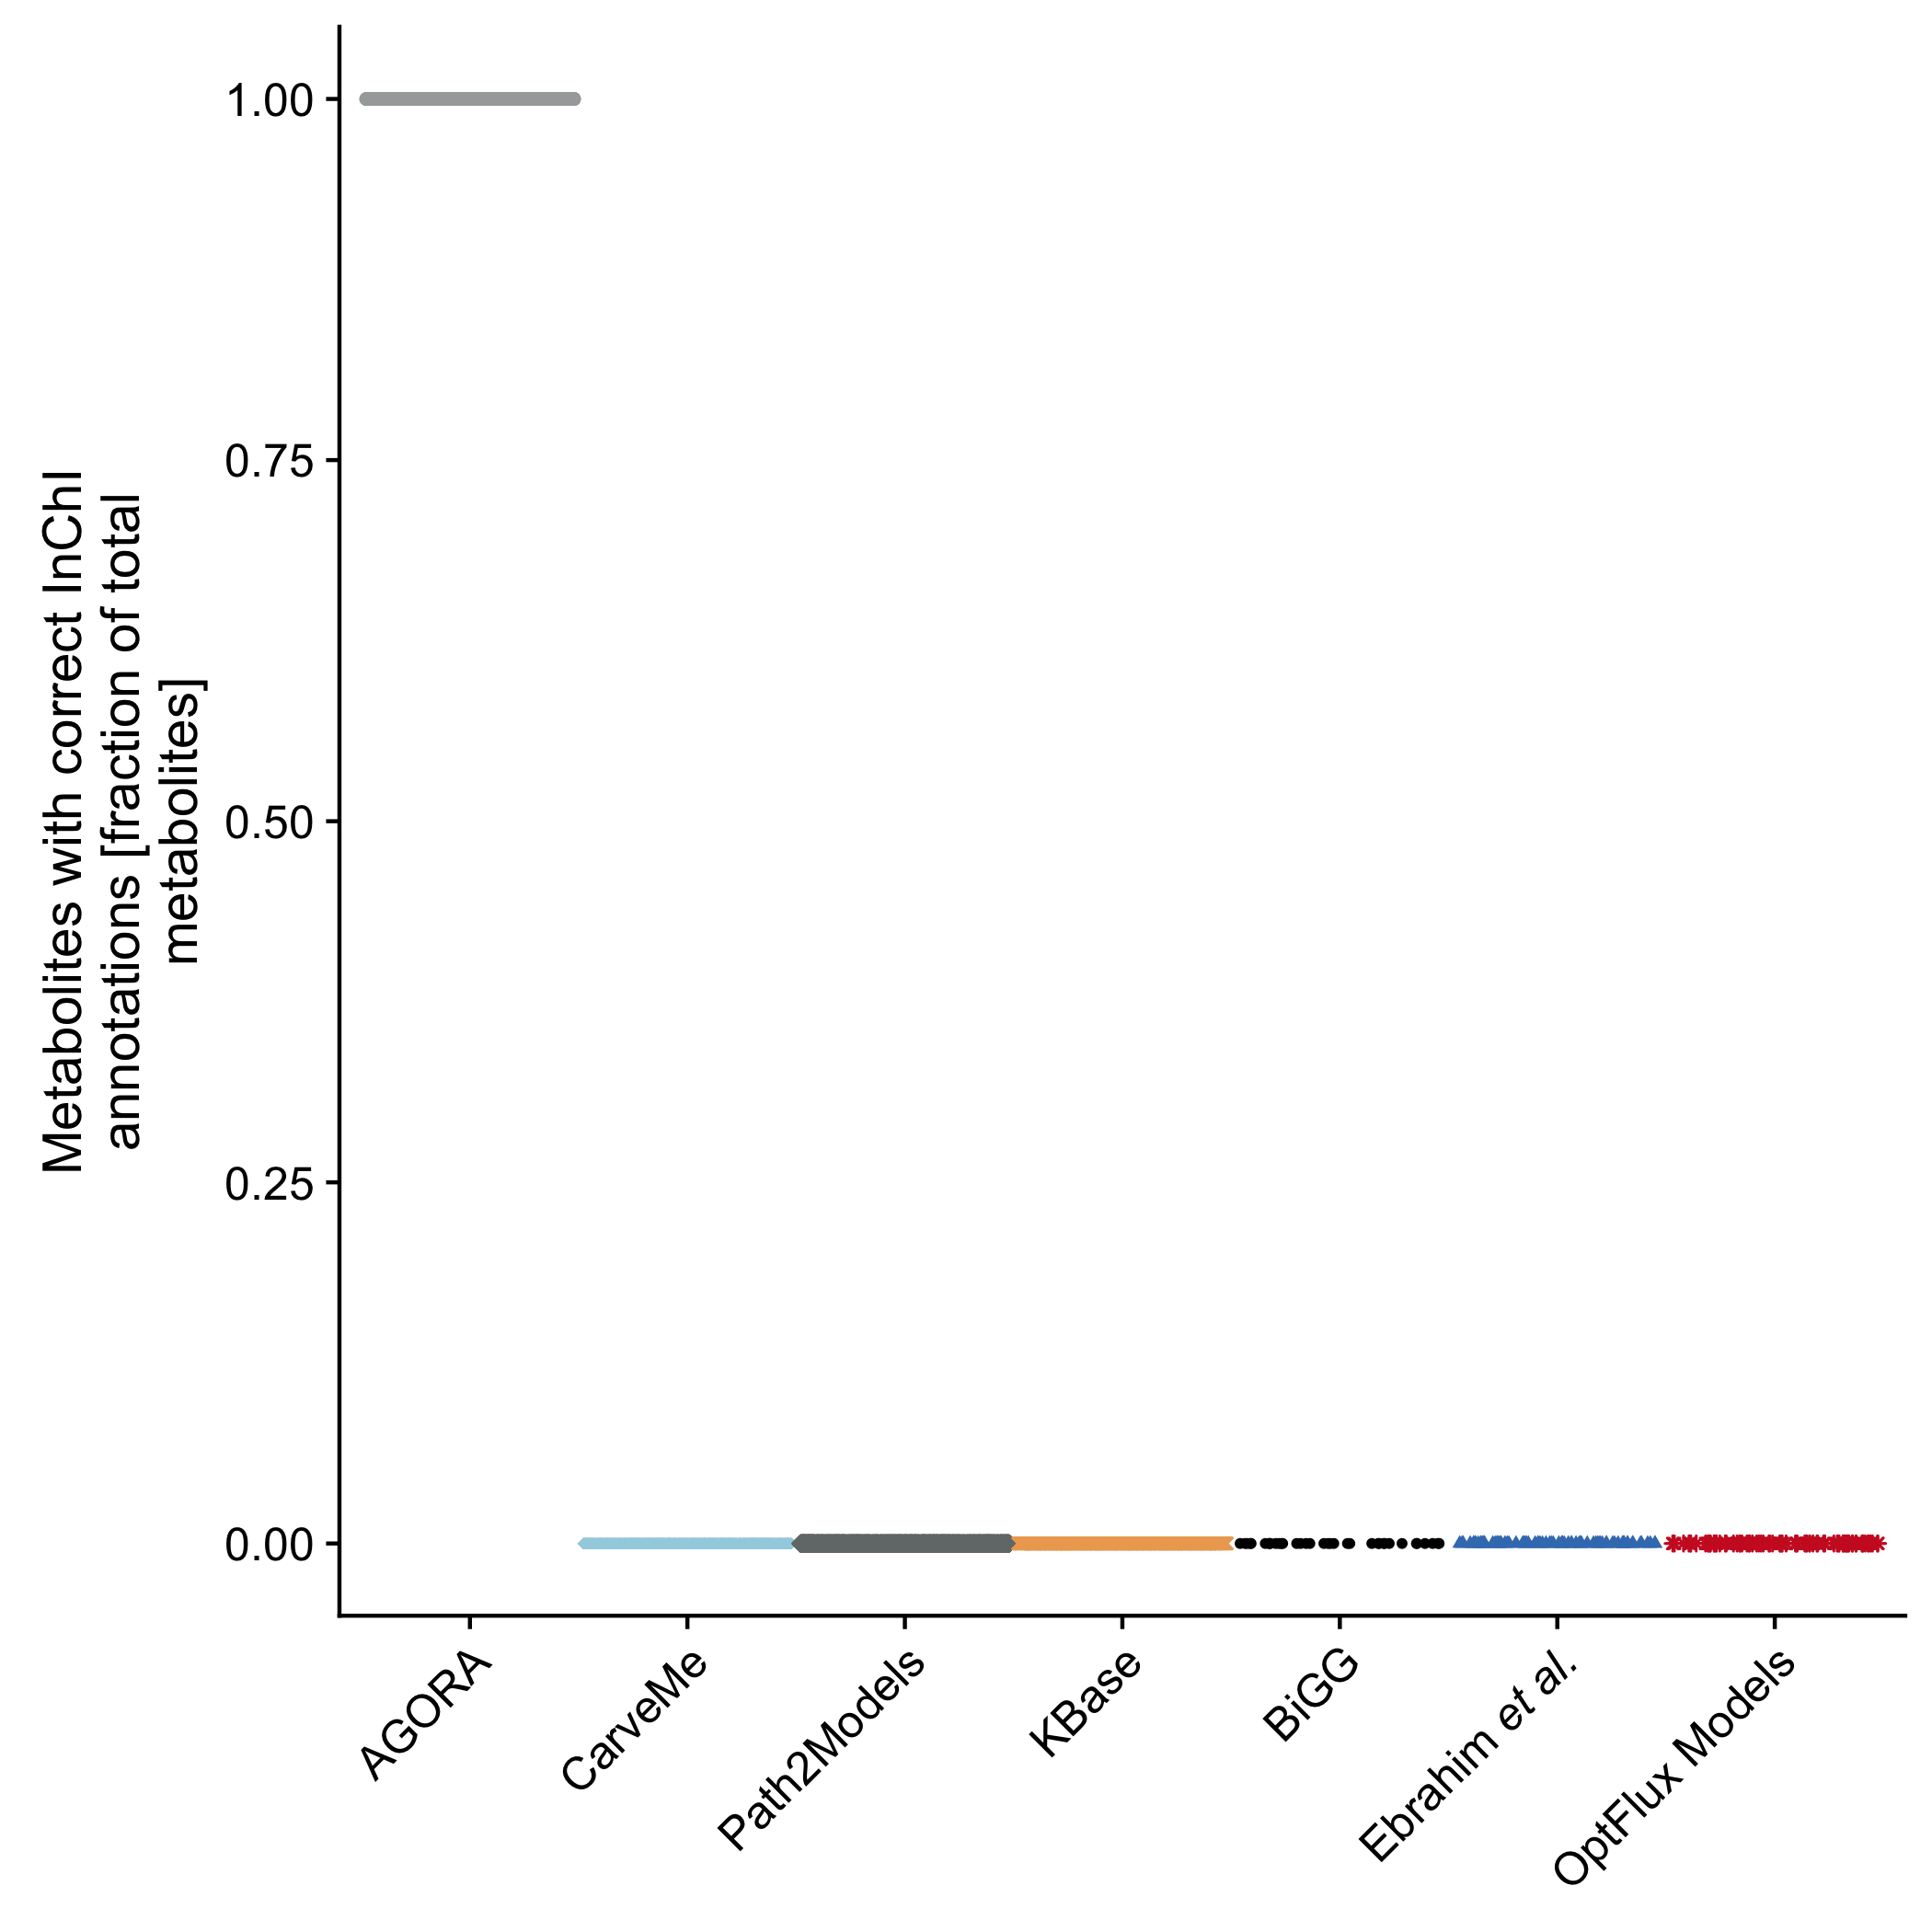 Metabolites with correct InChI
annotations [fraction of total
metabolites]
1.00
0.75
0.50
0.25
0.00
AGORA
CarveMe
Path2Models
KBase
BiGG
Ebrahim et al.
OptFlux Models